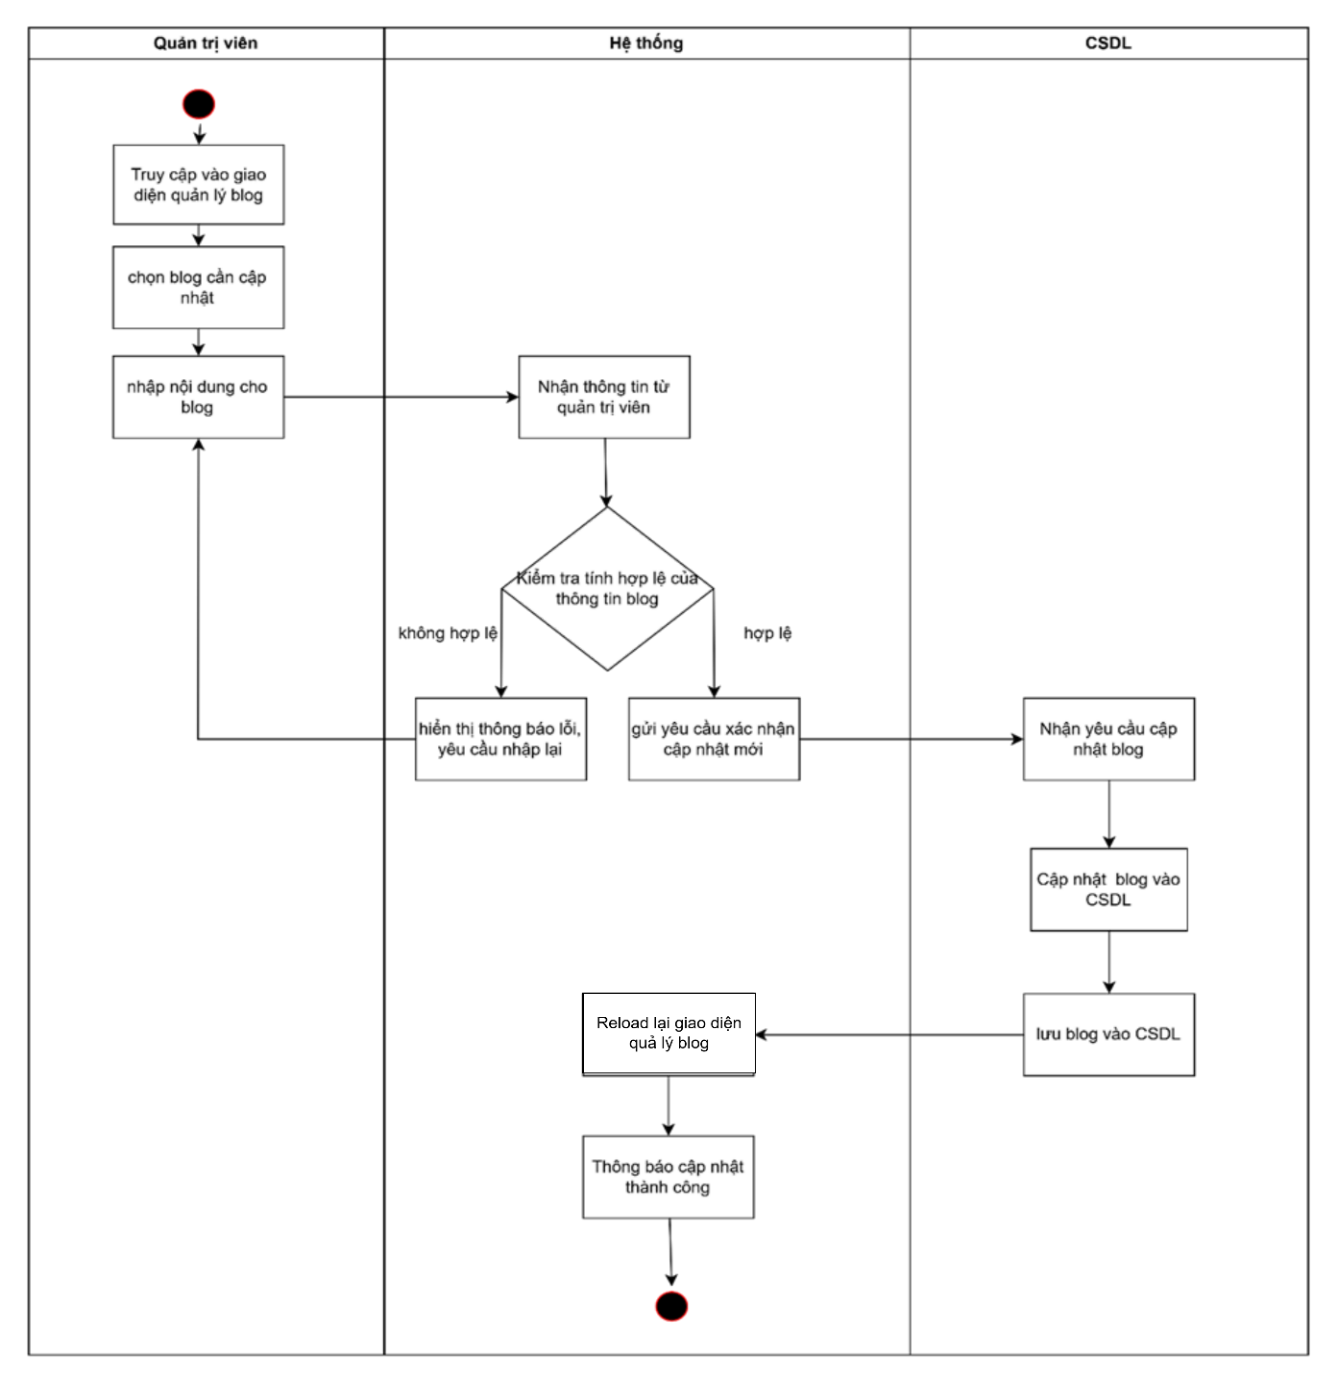 Quản trị viên
Hệ thống
CSDL
Truy cập vào giao
diện quản lý blog
chọn blog cần cập
nhật
nhập nội dung cho
blog
Nhận thông tin từ
quản trị viên
Kiểm tra tính hợp lệ của
thông tin blog
không hợp lệ
hợp lệ
hiển thị thông báo lỗi,
yêu cầu nhập lại
gửi yêu cầu xác nhận
cập nhật mới
Nhận yêu cầu cập
nhật blog
Cập nhật blog vào
CSDL
lưu blog vào CSDL
Reload lại giao diện
quả lý blog
Thông báo cập nhật
thành công